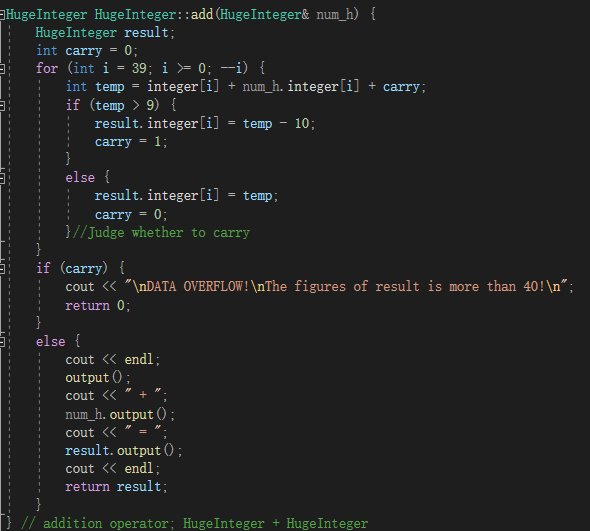 HugeInteger HugeInteger::add(HugeInteger& num_h) {
HugeInteger result;
int carry = 0;
for (int i = 39; i >= 0; --i) {
int temp = integer[i] + num_h.integer[i] + carry;
if (temp > 9) {
result.integer[i] = temp - 10;
carry = 1;
}
else {
result.integer[i] = temp;
carry = 0;
}//Judge whether to carry
}
if (carry) {
cout << "\nDATA OVERFLOW!\nThe figures of result is more than 40!\n";
return 0;
}
else {
cout << endl;
output();
cout << " + ";
num_h.output();
cout << " = ";
result.output();
cout << endl;
return result;
}
} // addition operator; HugeInteger + HugeInteger